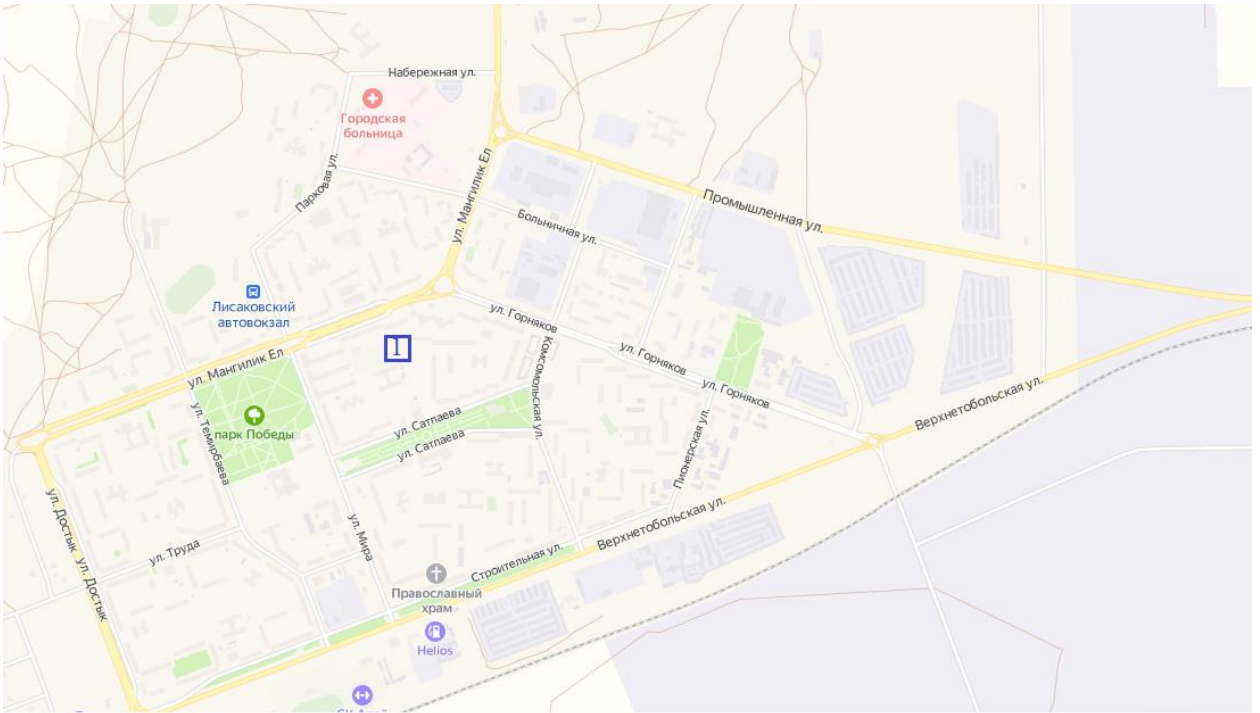 Набережная ул.
Городская
больница
Парковая ул.
ул. Мангилик Ел
Промышленная ул.
Больничная ул.
Лисаковский
автовокзал
ул. Горняков
1
ул. Мангилик Ел
Комсомольская ул.
ул. Горняков
ул. Горняков
Верхнетобольская ул.
парк Победы
ул. Темирбаева
ул. Сатпаева
ул. Сатпаева
Пионерская ул.
ул. Достык
ул. Достык
ул. Мира
ул. Труда
Верхнетобольская ул.
Строительная ул.
Православный
храм
Helios